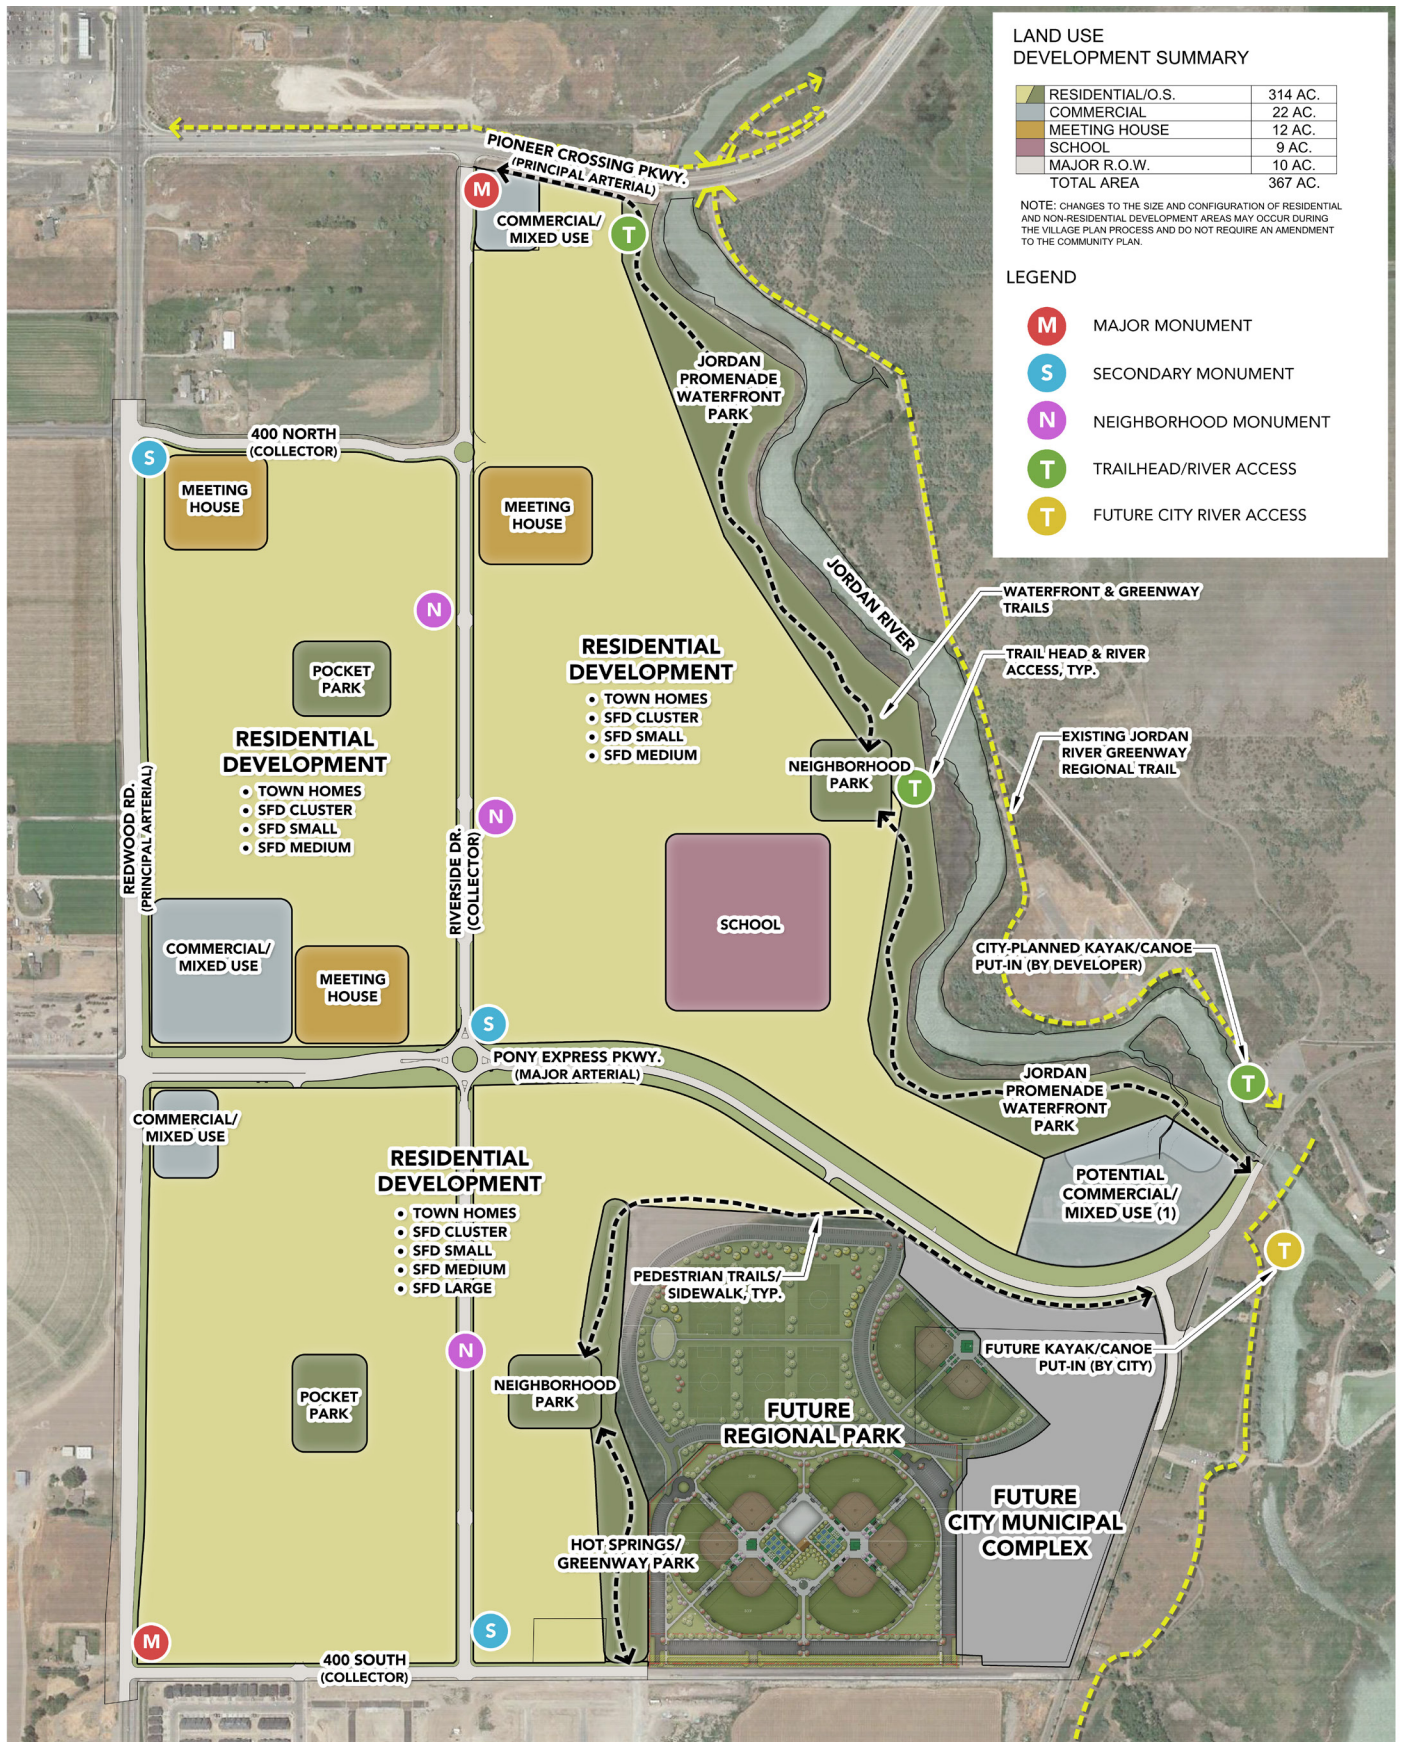 LAND USE
DEVELOPMENT SUMMARY
RESIDENTIAL/O.S. 314 AC.
COMMERCIAL 22 AC.
MEETING HOUSE 12 AC.
SCHOOL 9 AC.
MAJOR R.O.W. 10 AC.
TOTAL AREA 367 AC.
NOTE: CHANGES TO THE SIZE AND CONFIGURATION OF RESIDENTIAL
AND NON-RESIDENTIAL DEVELOPMENT AREAS MAY OCCUR DURING
THE VILLAGE PLAN PROCESS AND DO NOT REQUIRE AN AMENDMENT
TO THE COMMUNITY PLAN.
LEGEND
M MAJOR MONUMENT
S SECONDARY MONUMENT
N NEIGHBORHOOD MONUMENT
T TRAILHEAD/RIVER ACCESS
T FUTURE CITY RIVER ACCESS
PIONEER CROSSING PKWY.
(PRINCIPAL ARTERIAL)
M
COMMERCIAL/
MIXED USE
T
JORDAN
PROMENADE
WATERFRONT
PARK
400 NORTH
(COLLECTOR)
S
MEETING
HOUSE
MEETING
HOUSE
JORDAN RIVER
WATERFRONT & GREENWAY
TRAILS
N
TRAIL HEAD & RIVER
ACCESS, TYP.
POCKET
PARK
RESIDENTIAL
DEVELOPMENT
• TOWN HOMES
• SFD CLUSTER
• SFD SMALL
• SFD MEDIUM
RESIDENTIAL
DEVELOPMENT
• TOWN HOMES
• SFD CLUSTER
• SFD SMALL
• SFD MEDIUM
EXISTING JORDAN
RIVER GREENWAY
REGIONAL TRAIL
NEIGHBORHOOD
PARK
T
N
REDWOOD RD.
(PRINCIPAL ARTERIAL)
RIVERSIDE DR.
(COLLECTOR)
SCHOOL
COMMERCIAL/
MIXED USE
MEETING
HOUSE
CITY-PLANNED KAYAK/CANOE
PUT-IN (BY DEVELOPER)
S
PONY EXPRESS PKWY.
(MAJOR ARTERIAL)
T
JORDAN
PROMENADE
WATERFRONT
PARK
COMMERCIAL/
MIXED USE
RESIDENTIAL
DEVELOPMENT
• TOWN HOMES
• SFD CLUSTER
• SFD SMALL
• SFD MEDIUM
• SFD LARGE
POTENTIAL
COMMERCIAL/
MIXED USE (1)
T
PEDESTRIAN TRAILS/
SIDEWALK, TYP.
FUTURE KAYAK/CANOE
PUT-IN (BY CITY)
N
NEIGHBORHOOD
PARK
POCKET
PARK
FUTURE
REGIONAL PARK
FUTURE
CITY MUNICIPAL
COMPLEX
HOT SPRINGS/
GREENWAY PARK
M
S
400 SOUTH
(COLLECTOR)